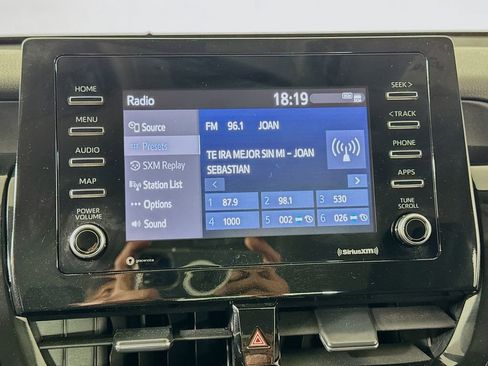 HOME
MENU
AUDIO
MAP
POWER
VOLUME
gracenote
Radio
18:19
Source
Presets
SXM Replay
Station List
Options
Sound
FM 96.1 JOAN
TE IRA MEJOR SIN MI – JOAN
SEBASTIAN
< >
1 87.9 2 98.1 3 530
4 1000 5 002 6 026
SEEK >
< TRACK
PHONE
APPS
TUNE
SCROLL
SiriusXM